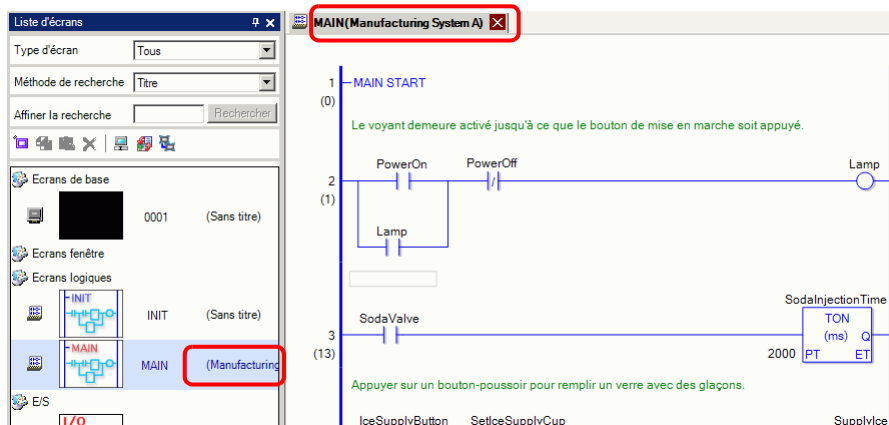 Liste d'écrans
Type d'écran Tous
Méthode de recherche Titre
Affiner la recherche Rechercher
Ecrans de base
0001 (Sans titre)
Ecrans fenêtre
Ecrans logiques
INIT
INIT (Sans titre)
MAIN
MAIN (Manufacturing
E/S
I/O
MAIN(Manufacturing System A)
1 MAIN START
(0)
Le voyant demeure activé jusqu'à ce que le bouton de mise en marche soit appuyé.
PowerOn PowerOff Lamp
2
(1)
Lamp
SodaInjectionTime
SodaValve TON
3 (ms) Q
(13) 2000 PT ET
Appuyer sur un bouton-poussoir pour remplir un verre avec des glaçons.
IceSupplyButton SetIceSupplyCup SupplyIce